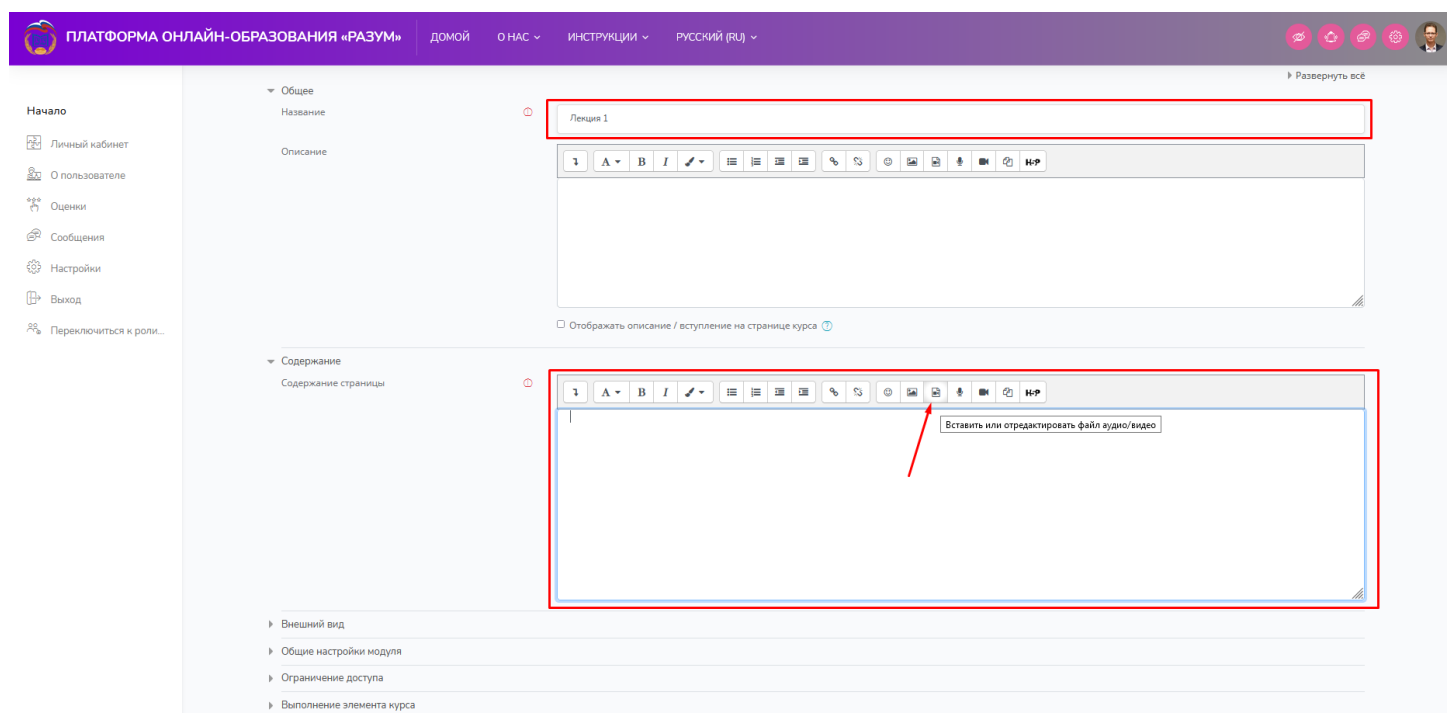 ПЛАТФОРМА ОНЛАЙН-ОБРАЗОВАНИЯ «РАЗУМ» ДОМОЙ О НАС ИНСТРУКЦИИ РУССКИЙ (RU)
Развернуть всё
Начало
Личный кабинет
О пользователе
Оценки
Сообщения
Настройки
Выход
Переключиться к роли...
Общее
Название
Лекция 1
Описание
A B I H-P
Отображать описание / вступление на странице курса
Содержание
Содержание страницы
A B I H-P
Вставить или отредактировать файл аудио/видео
Внешний вид
Общие настройки модуля
Ограничение доступа
Выполнение элемента курса